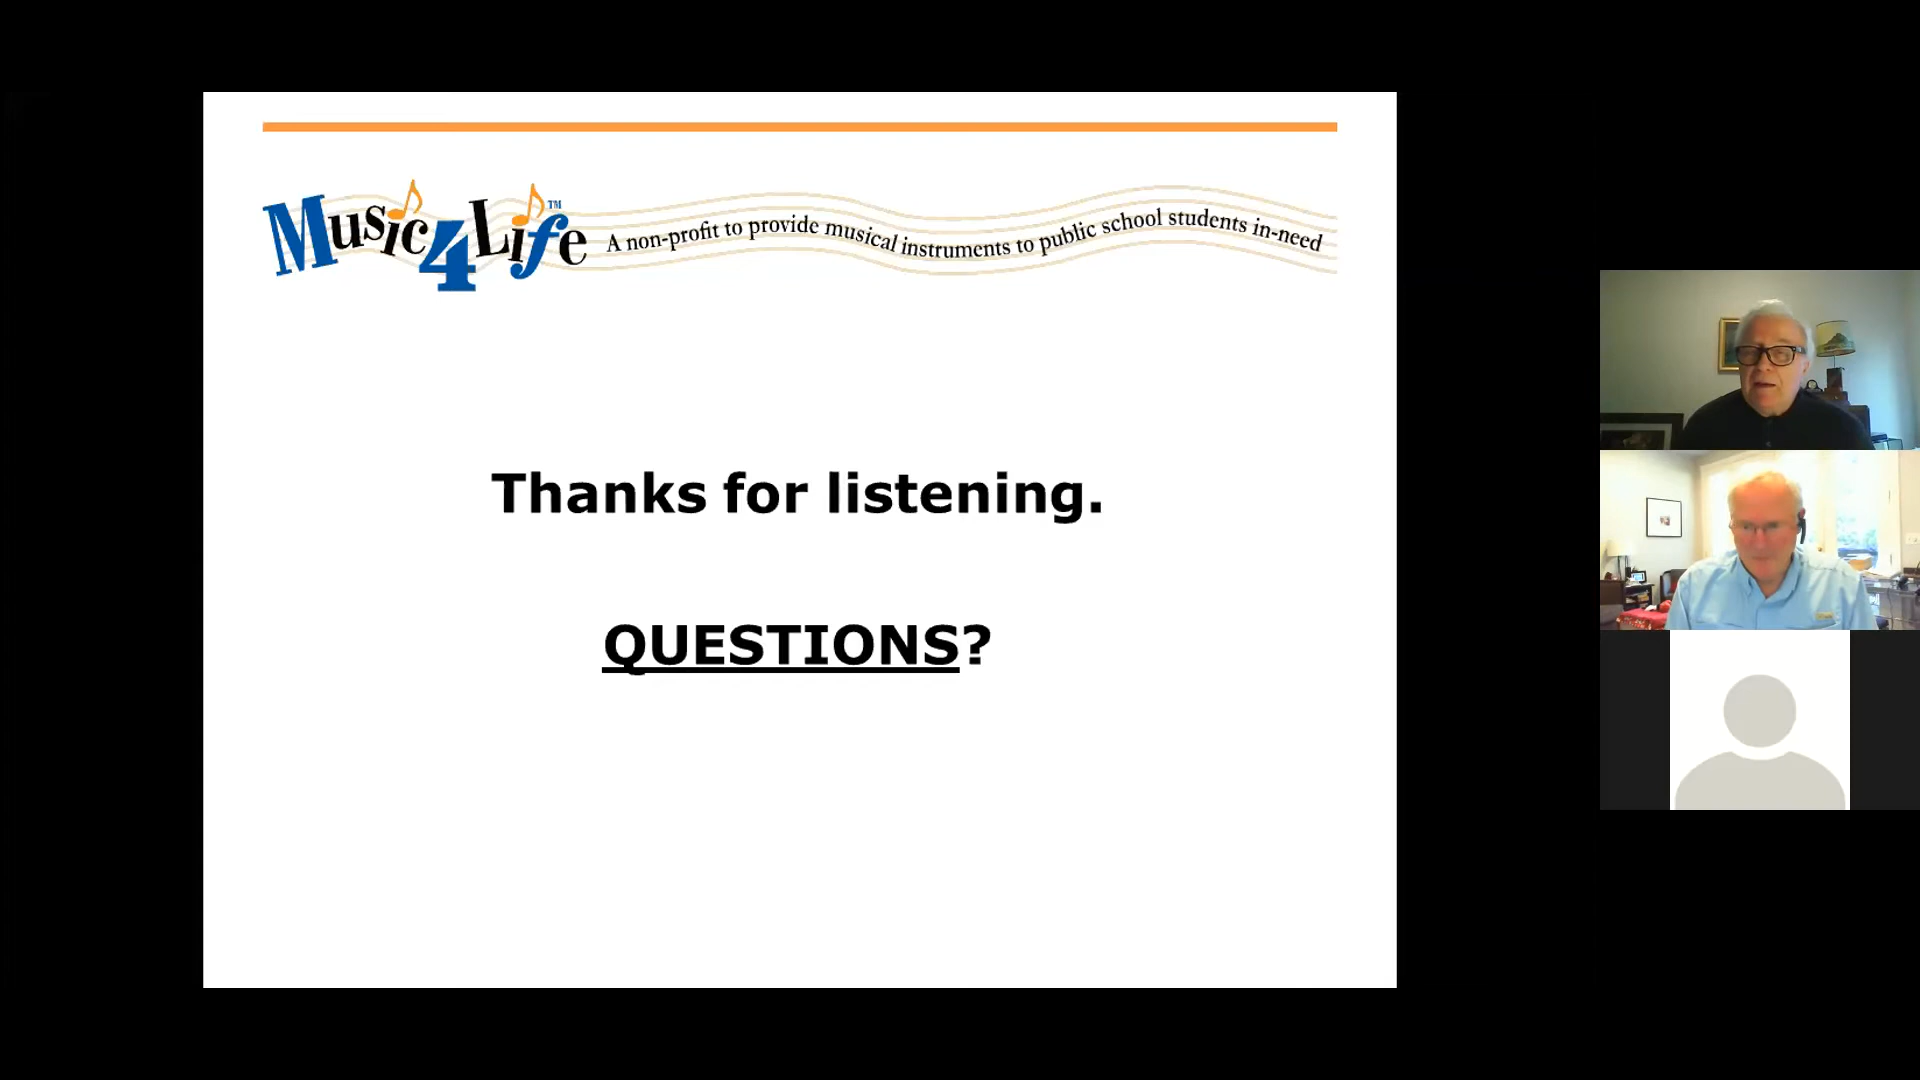 Music4Life™ A non-profit to provide musical instruments to public school students in-need
Thanks for listening.
QUESTIONS?